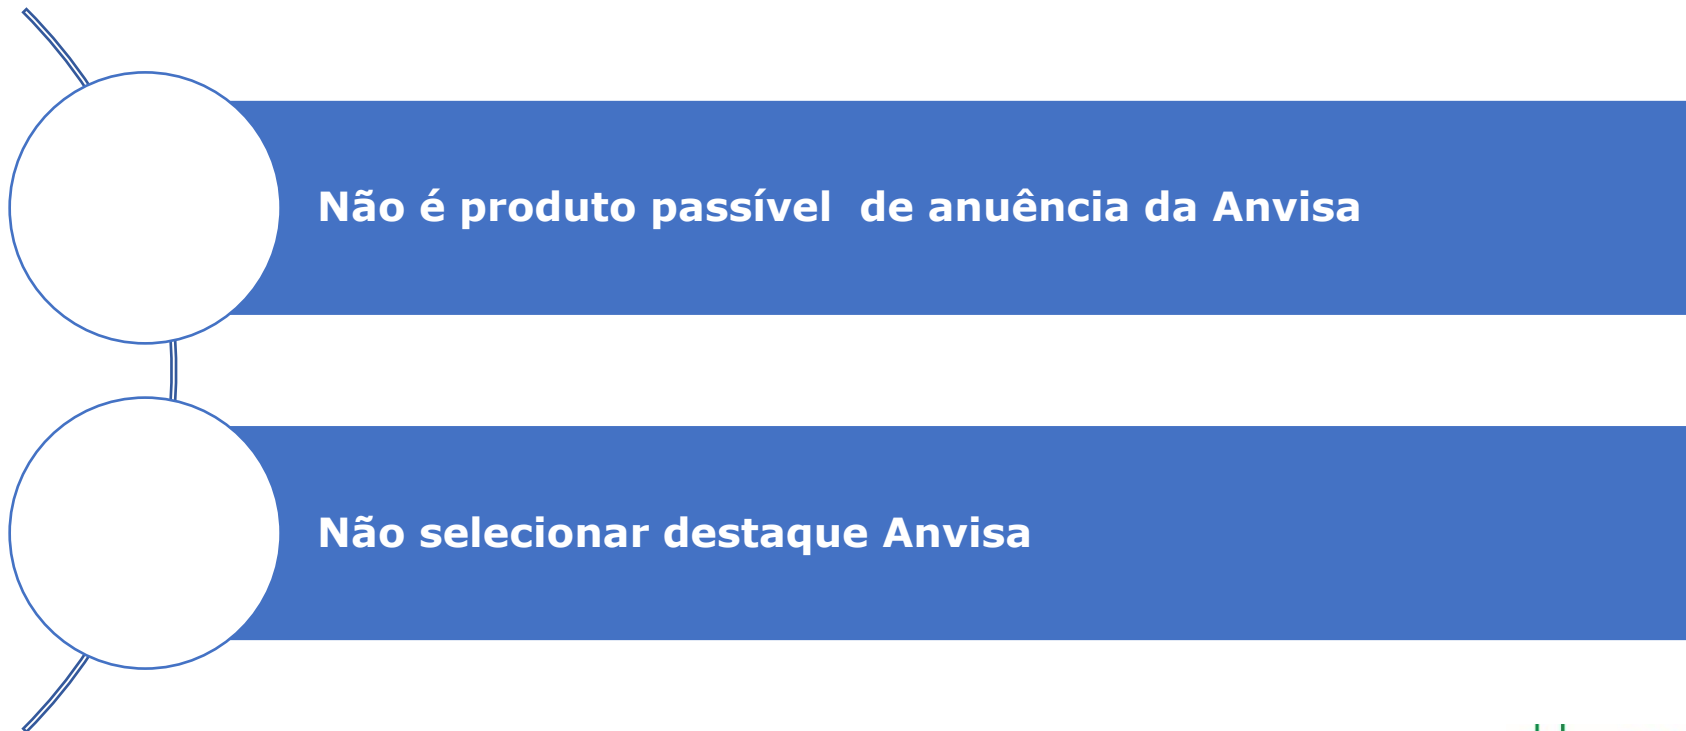 Não é produto passível  de anuência da Anvisa
Não selecionar destaque Anvisa